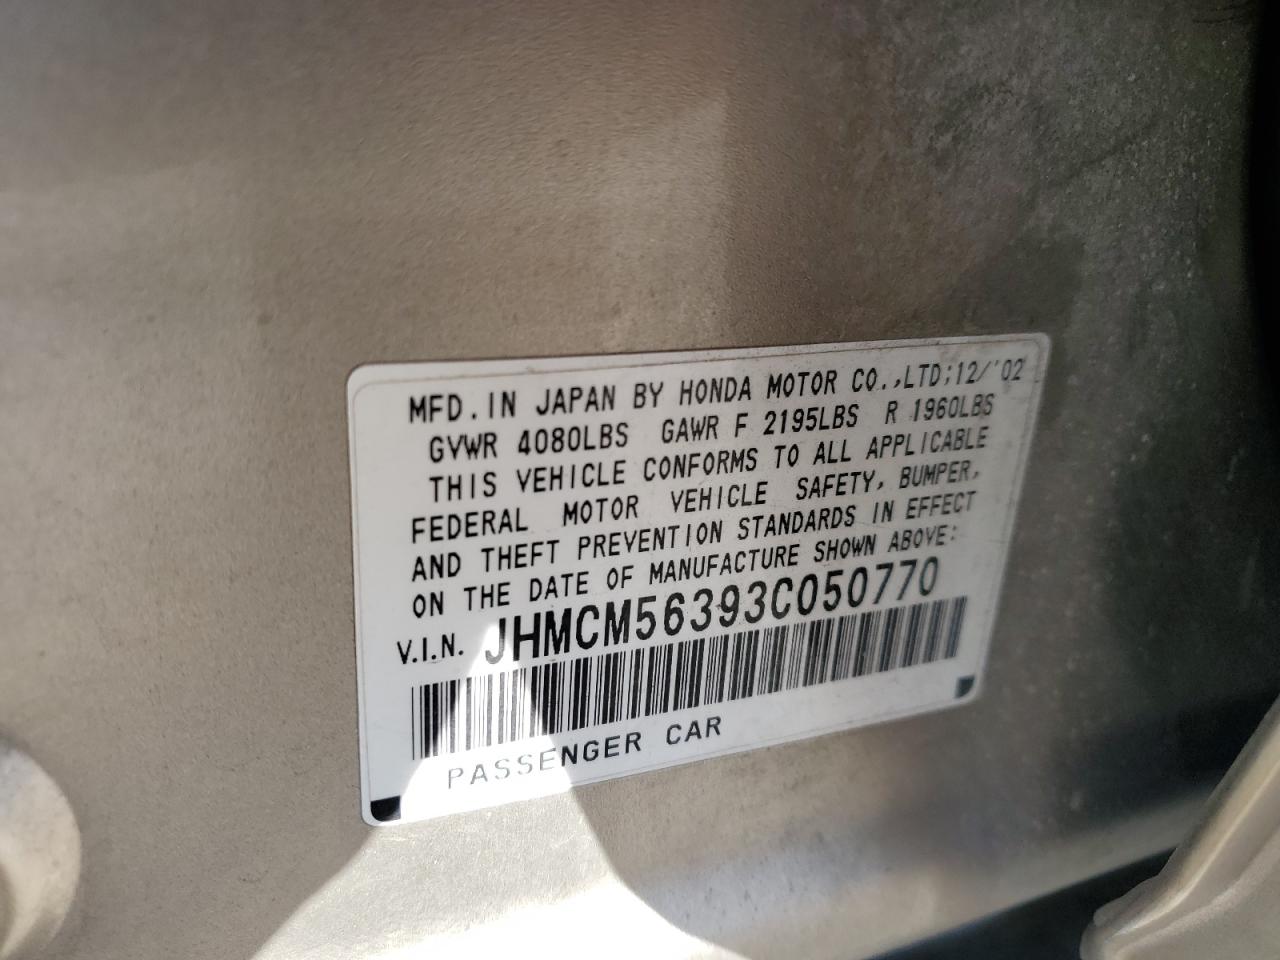 MFD. IN JAPAN BY HONDA MOTOR CO.,LTD;12/'02
GVWR 4080LBS GAWR F 2195LBS R 1960LBS
THIS VEHICLE CONFORMS TO ALL APPLICABLE
FEDERAL MOTOR VEHICLE SAFETY, BUMPER,
AND THEFT PREVENTION STANDARDS IN EFFECT
ON THE DATE OF MANUFACTURE SHOWN ABOVE:
V.I.N. JHMCM56393C050770
PASSENGER CAR